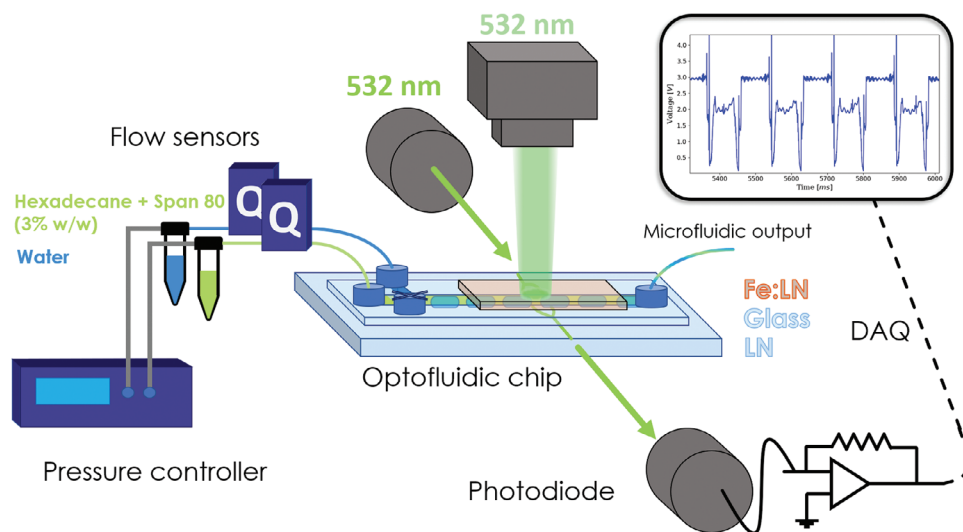 532 nm
532 nm
Flow sensors
Hexadecane + Span 80
(3% w/w)
Water
Q
Q
Microfluidic output
Fe:LN
Glass
LN
DAQ
Optofluidic chip
Pressure controller
Photodiode
Voltage [V]
4.0
3.5
3.0
2.5
2.0
1.5
1.0
0.5
5400 5500 5600 5700 5800 5900 6000
Time [ms]